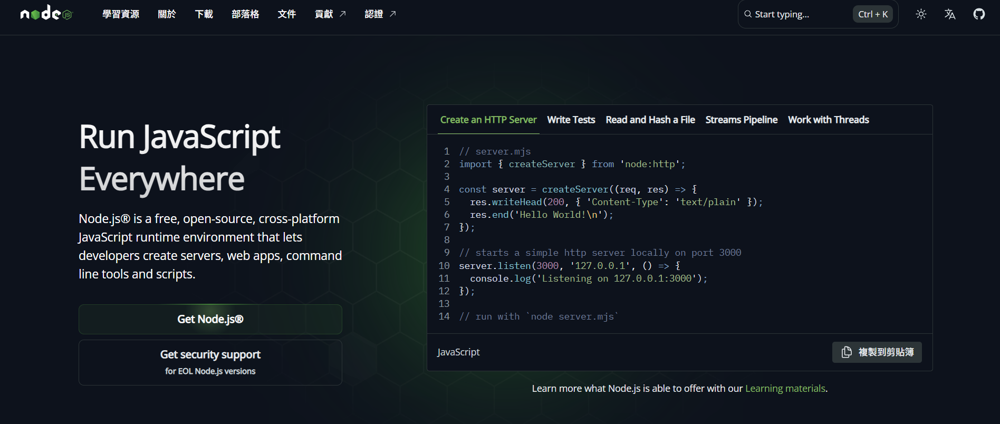 node JS
學習資源 關於 下載 部落格 文件 貢獻 認證
Start typing... Ctrl + K
Run JavaScript
Everywhere
Node.js® is a free, open-source, cross-platform
JavaScript runtime environment that lets
developers create servers, web apps, command
line tools and scripts.
Get Node.js®
Get security support
for EOL Node.js versions
Create an HTTP Server Write Tests Read and Hash a File Streams Pipeline Work with Threads
1 // server.mjs
2 import { createServer } from 'node:http';
3
4 const server = createServer((req, res) => {
5   res.writeHead(200, { 'Content-Type': 'text/plain' });
6   res.end('Hello World!\n');
7 });
8
9 // starts a simple http server locally on port 3000
10 server.listen(3000, '127.0.0.1', () => {
11   console.log('Listening on 127.0.0.1:3000');
12 });
13
14 // run with `node server.mjs`
JavaScript 複製到剪貼簿
Learn more what Node.js is able to offer with our Learning materials.